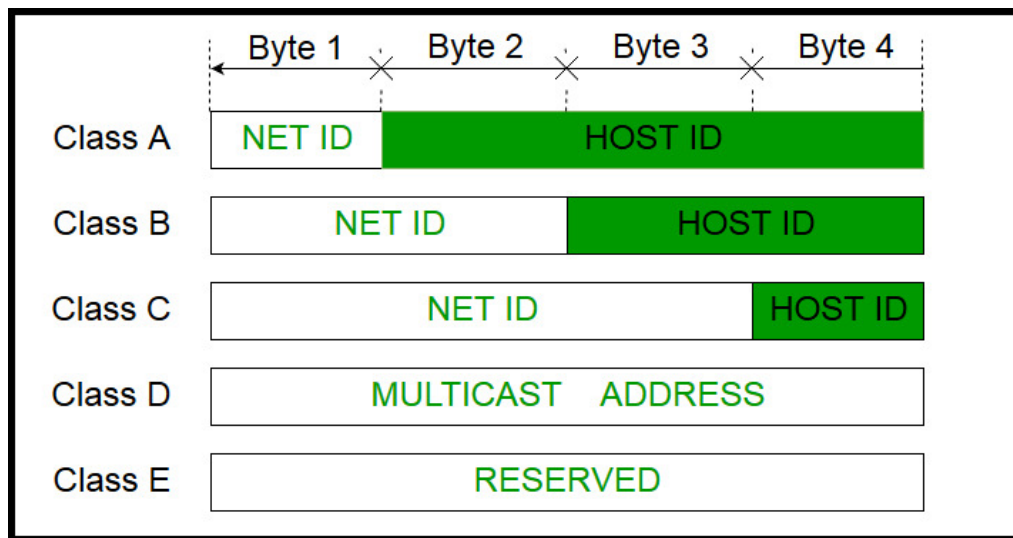 Byte 1 Byte 2 Byte 3 Byte 4
Class A NET ID HOST ID
Class B NET ID HOST ID
Class C NET ID HOST ID
Class D MULTICAST ADDRESS
Class E RESERVED